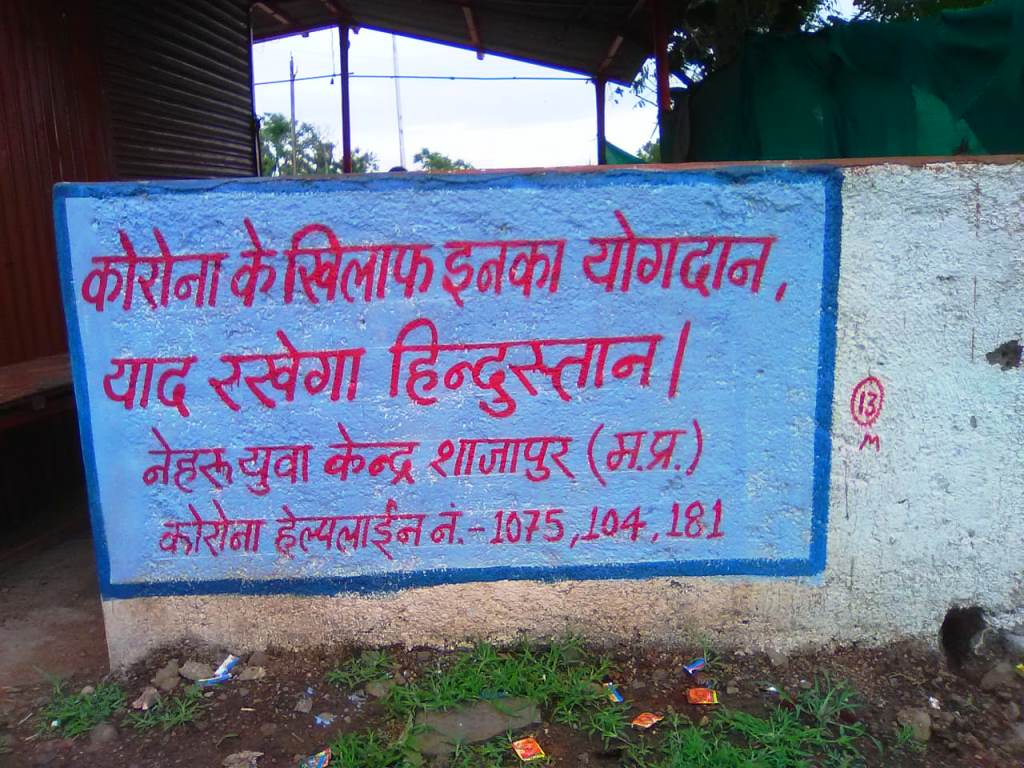 कोरोना के खिलाफ इनका योगदान,
याद रखेगा हिन्दुस्तान।
नेहरू युवा केन्द्र शाजापुर (म.प्र.)
कोरोना हेल्पलाईन नं.-1075,104,181
13
M